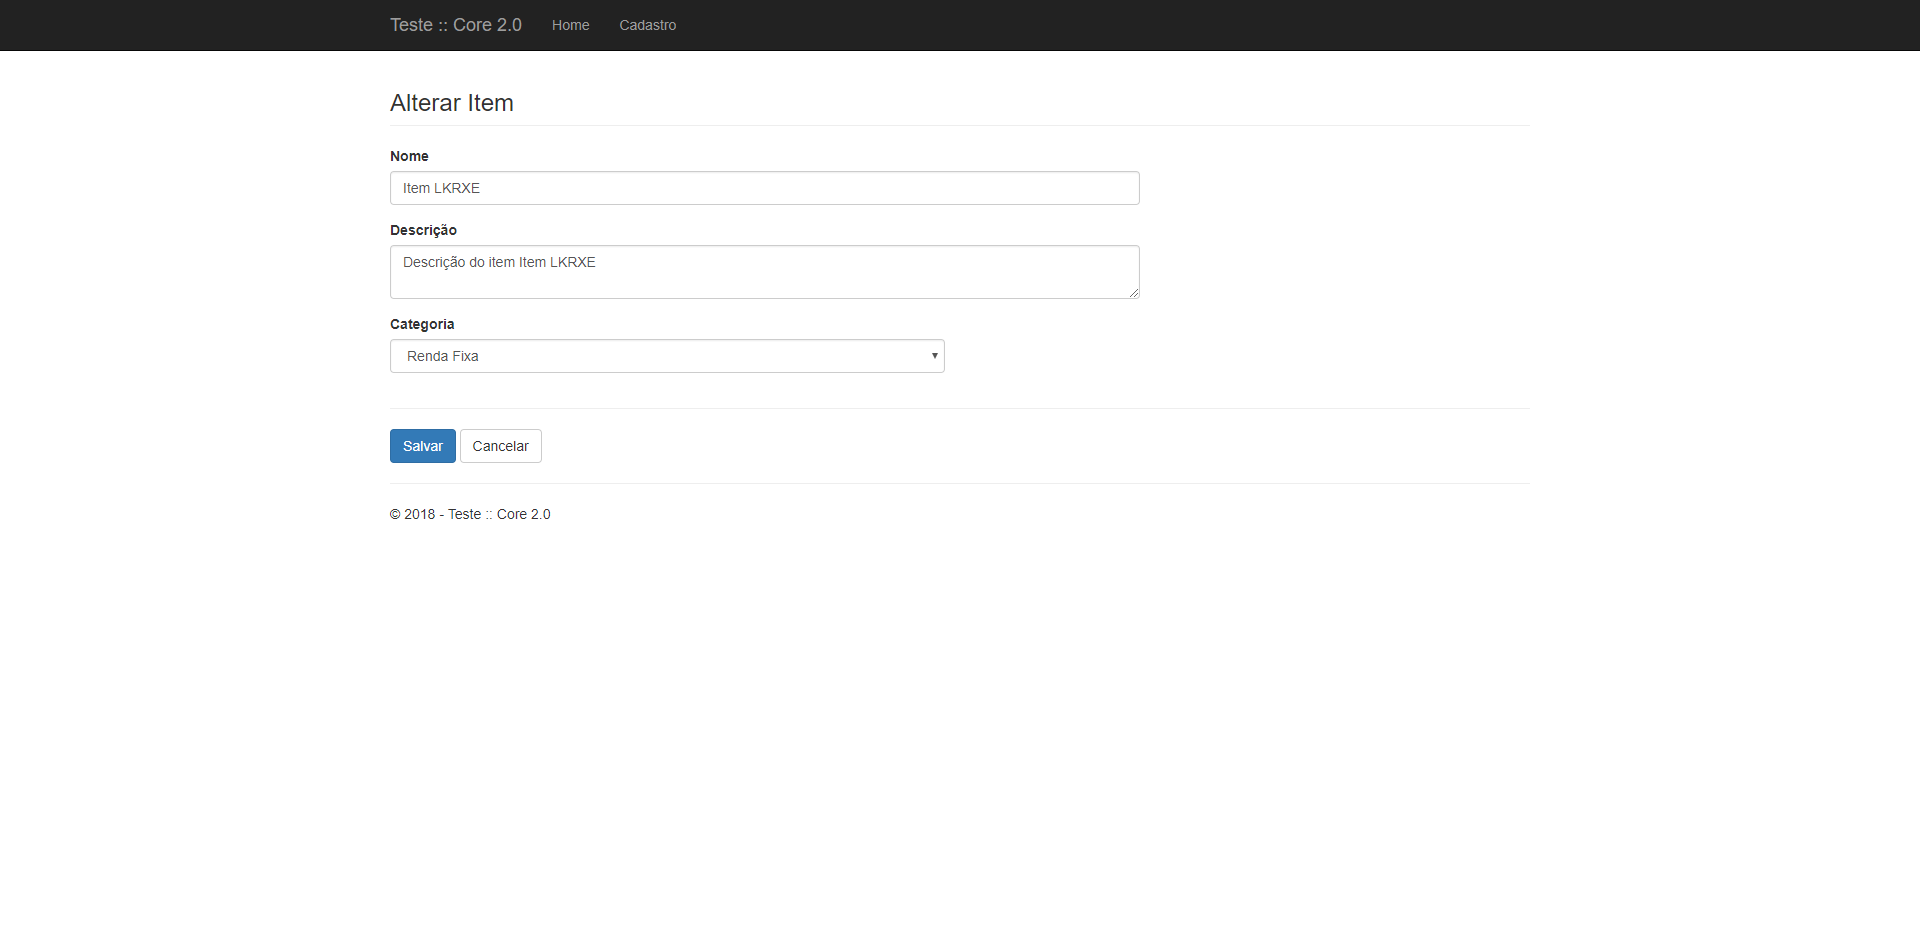 Teste :: Core 2.0 Home Cadastro
Alterar Item
Nome
Item LKRXE
Descrição
Descrição do item Item LKRXE
Categoria
Renda Fixa
Salvar Cancelar
© 2018 - Teste :: Core 2.0